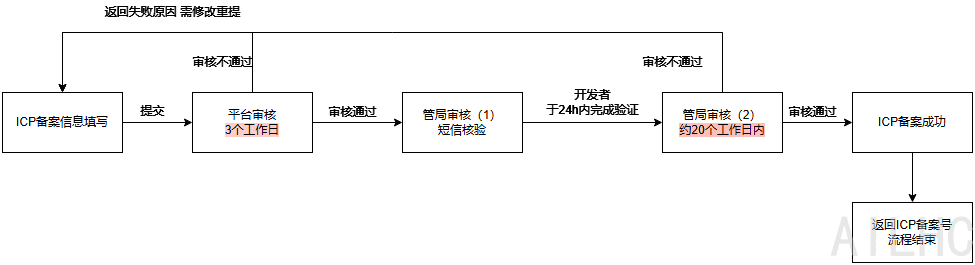 返回失败原因 需修改重提
审核不通过
审核不通过
ICP备案信息填写
提交
平台审核
3个工作日
审核通过
管局审核（1）
短信核验
开发者
于24h内完成验证
管局审核（2）
约20个工作日内
审核通过
ICP备案成功
返回ICP备案号
流程结束